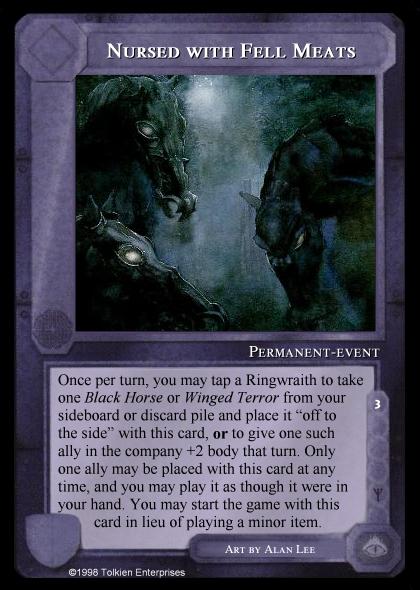 Nursed with Fell Meats
Permanent-event
Once per turn, you may tap a Ringwraith to take
one Black Horse or Winged Terror from your
sideboard or discard pile and place it “off to
the side” with this card, or to give one such
ally in the company +2 body that turn. Only
one ally may be placed with this card at any
time, and you may play it as though it were in
your hand. You may start the game with this
card in lieu of playing a minor item.
3
Art by Alan Lee
©1998 Tolkien Enterprises